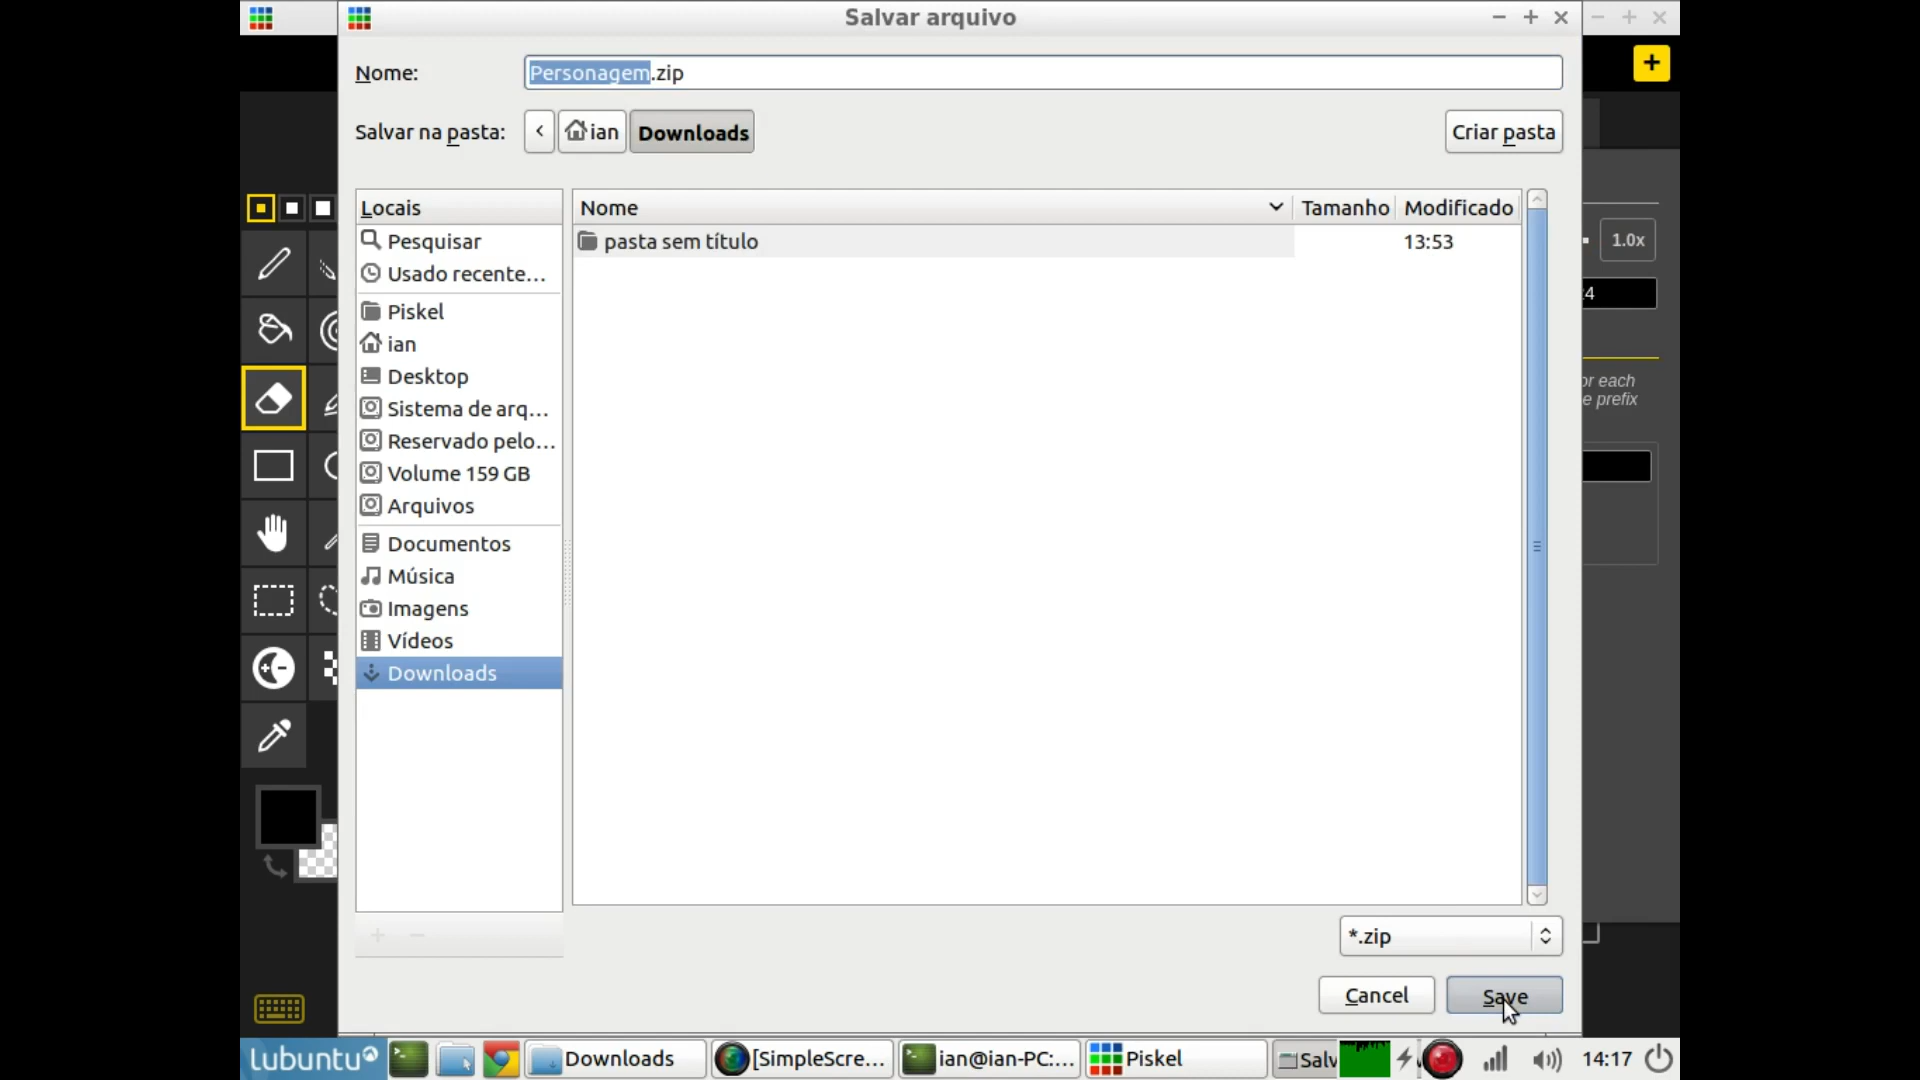 Salvar arquivo
Nome: Personagem.zip
Salvar na pasta: ian Downloads Criar pasta
Locais
Pesquisar
Usado recente...
Piskel
ian
Desktop
Sistema de arq...
Reservado pelo...
Volume 159 GB
Arquivos
Documentos
Música
Imagens
Vídeos
Downloads
Nome Tamanho Modificado
pasta sem título 13:53
1.0x
4
or each
e prefix
*.zip
Cancel Save
lubuntu Downloads [SimpleScre... ian@ian-PC:... Piskel Salv 14:17